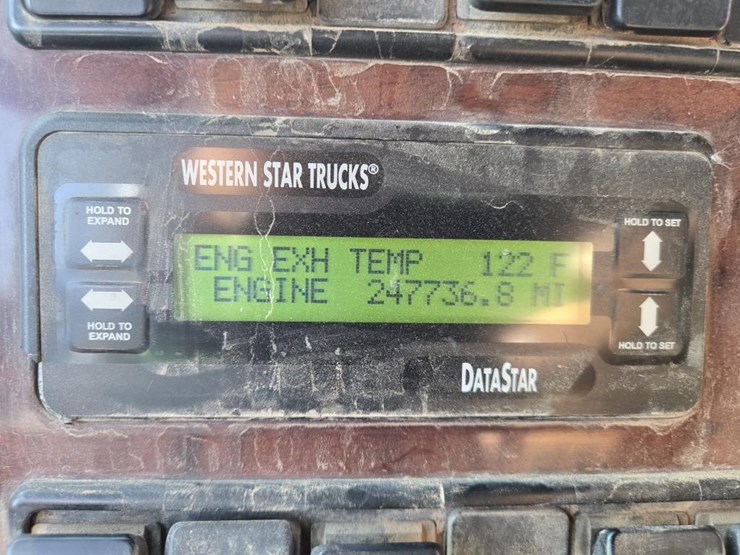 WESTERN STAR TRUCKS®
HOLD TO
EXPAND
HOLD TO SET
ENG EXH TEMP 122 F
ENGINE 247736.8 MI
HOLD TO
EXPAND
HOLD TO SET
DATASTAR